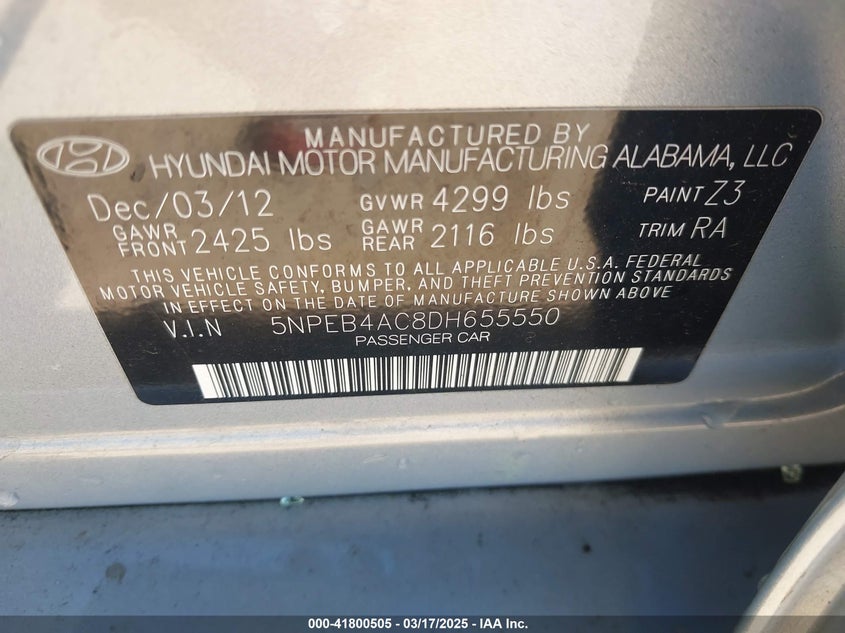 MANUFACTURED BY
HYUNDAI MOTOR MANUFACTURING ALABAMA, LLC
Dec/03/12 GVWR 4299 lbs PAINT Z3
GAWR FRONT 2425 lbs GAWR REAR 2116 lbs TRIM RA
THIS VEHICLE CONFORMS TO ALL APPLICABLE U.S.A. FEDERAL
MOTOR VEHICLE SAFETY, BUMPER, AND THEFT PREVENTION STANDARDS
IN EFFECT ON THE DATE OF MANUFACTURE SHOWN ABOVE.
V.I.N 5NPEB4AC8DH655550
PASSENGER CAR
000-41800505 - 03/17/2025 - IAA Inc.